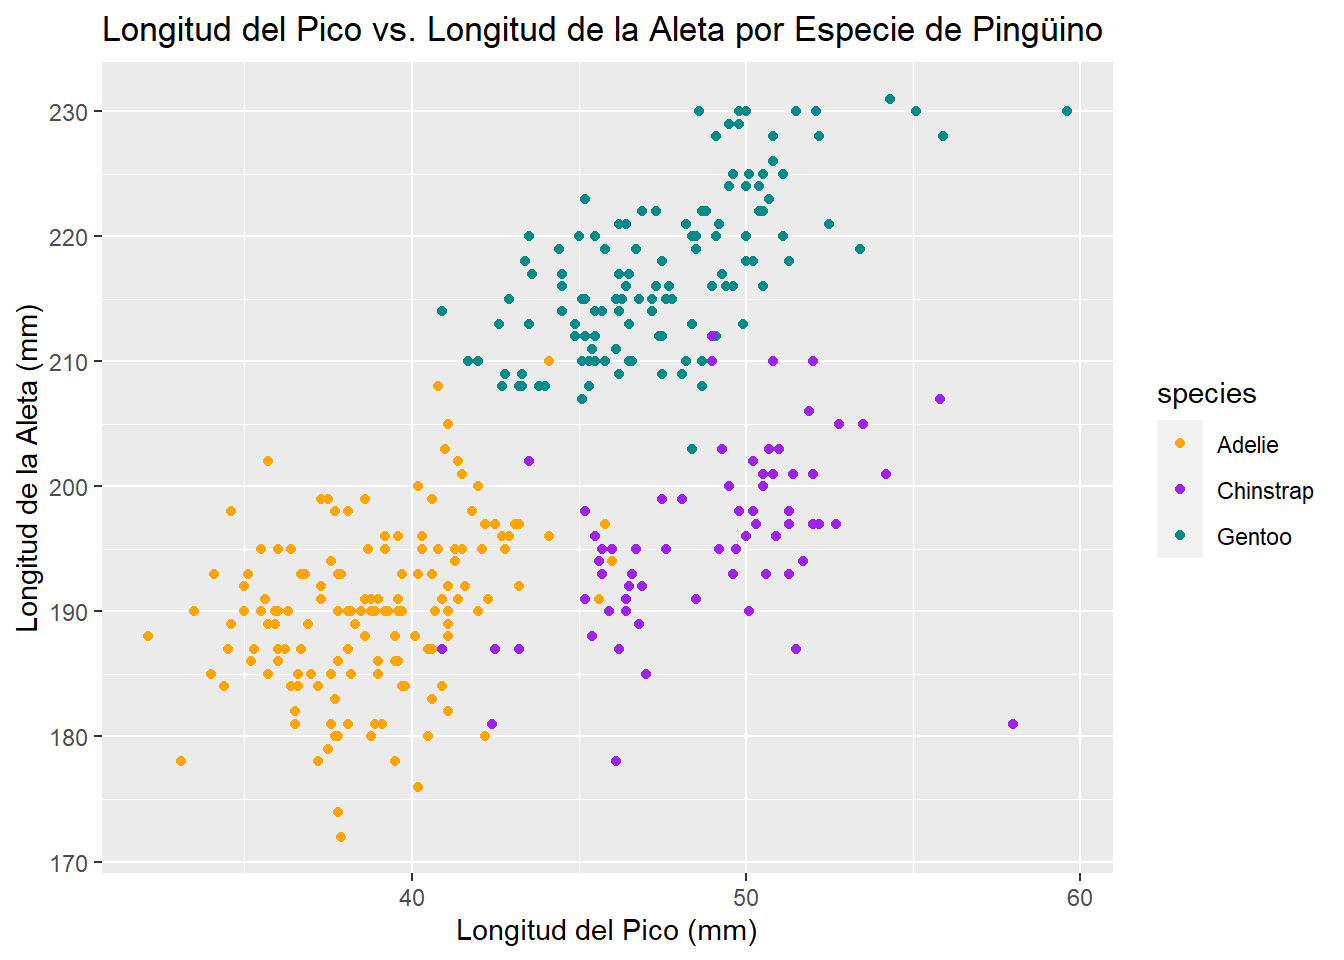 Longitud del Pico vs. Longitud de la Aleta por Especie de Pingüino
230
220
210
200
190
180
170
Longitud de la Aleta (mm)
40
50
60
Longitud del Pico (mm)
species
Adelie
Chinstrap
Gentoo